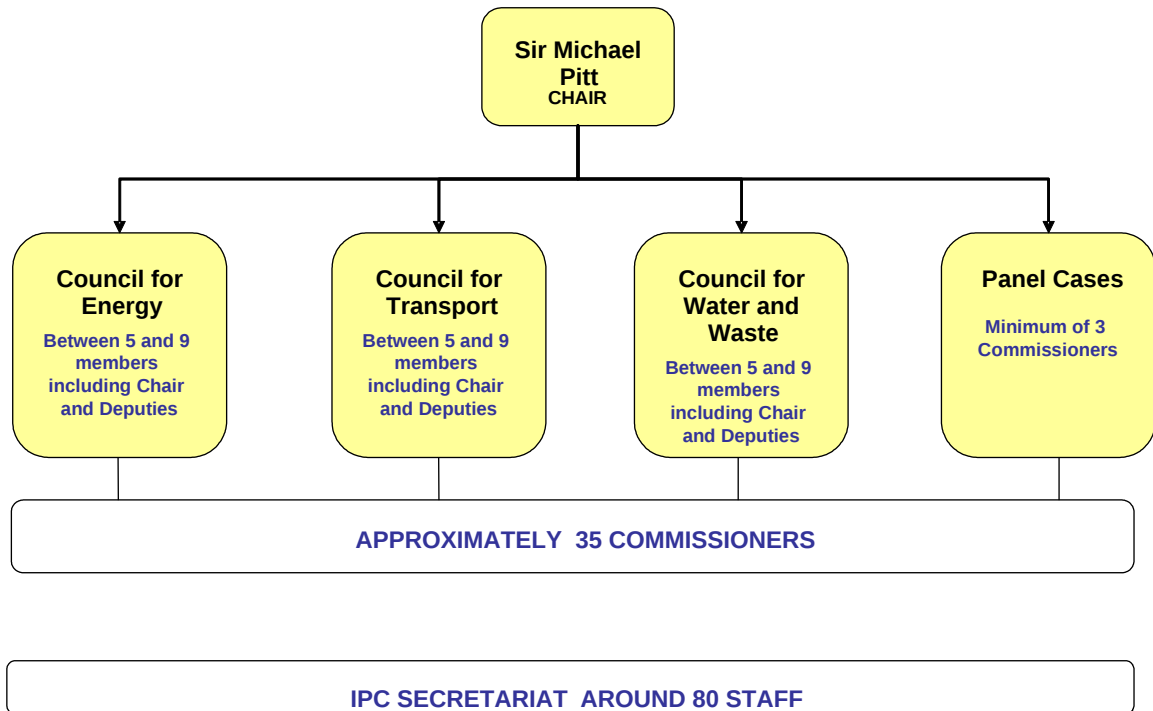 Sir Michael
Pitt
CHAIR
Council for
Energy
Between 5 and 9
members
including Chair
and Deputies
Council for
Transport
Between 5 and 9
members
including Chair
and Deputies
Council for
Water and
Waste
Between 5 and 9
members
including Chair
and Deputies
Panel Cases
Minimum of 3
Commissioners
APPROXIMATELY 35 COMMISSIONERS
IPC SECRETARIAT AROUND 80 STAFF